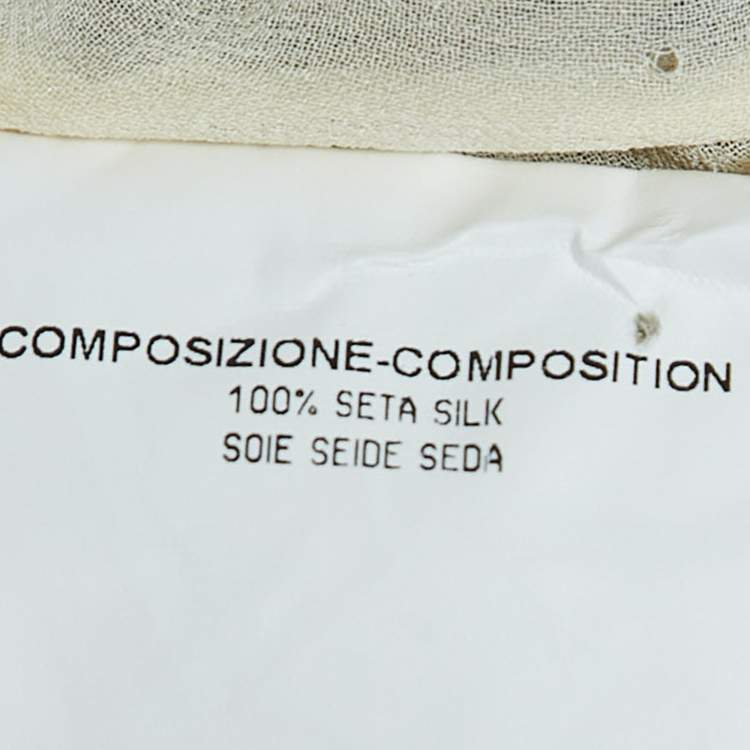 COMPOSIZIONE-COMPOSITION
100% SETA SILK
SOIE SEIDE SEDA